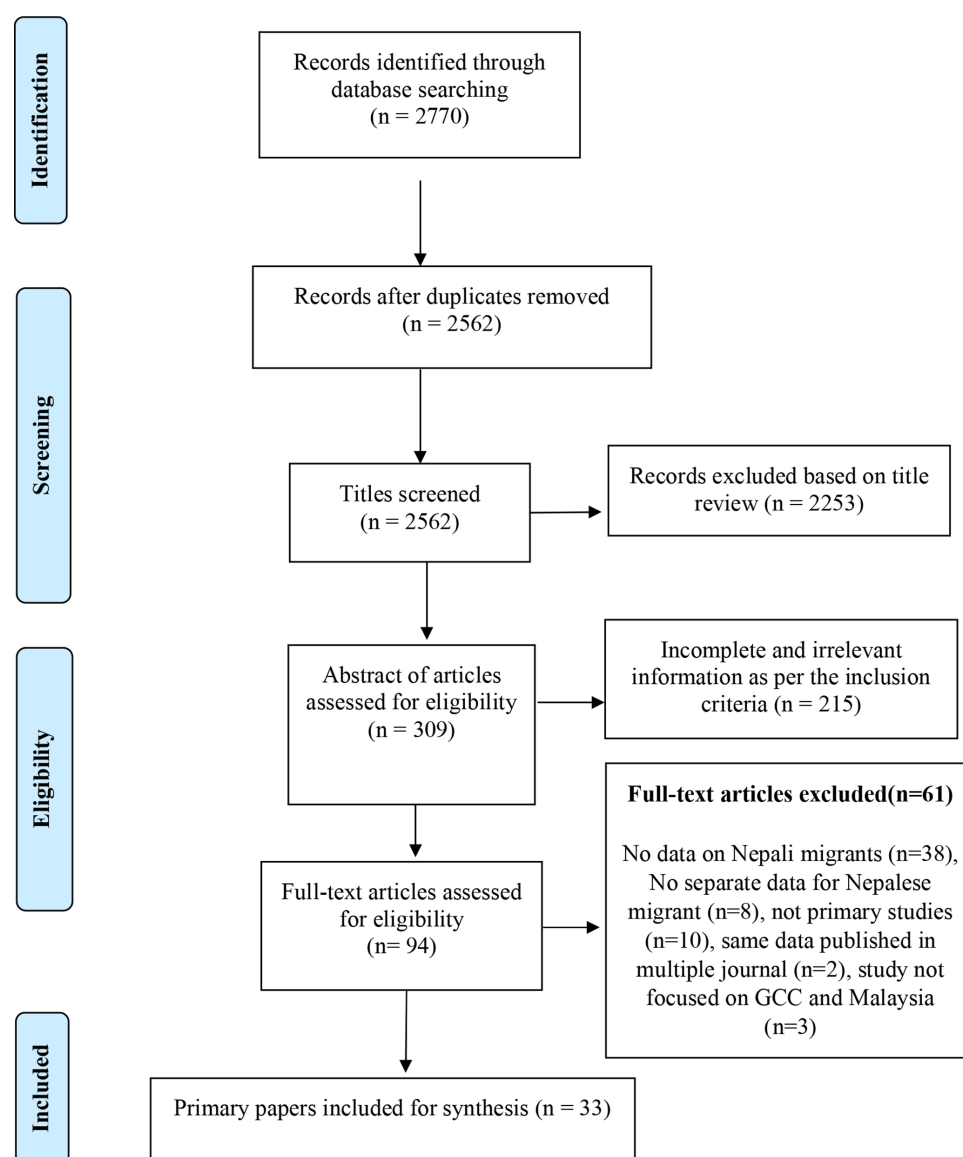 Identification
Records identified through
database searching
(n = 2770)
Records after duplicates removed
(n = 2562)
Screening
Titles screened
(n = 2562)
Records excluded based on title
review (n = 2253)
Eligibility
Abstract of articles
assessed for eligibility
(n = 309)
Incomplete and irrelevant
information as per the inclusion
criteria (n = 215)
Full-text articles assessed
for eligibility
(n= 94)
Full-text articles excluded(n=61)
No data on Nepali migrants (n=38),
No separate data for Nepalese
migrant (n=8), not primary studies
(n=10), same data published in
multiple journal (n=2), study not
focused on GCC and Malaysia
(n=3)
Included
Primary papers included for synthesis (n = 33)